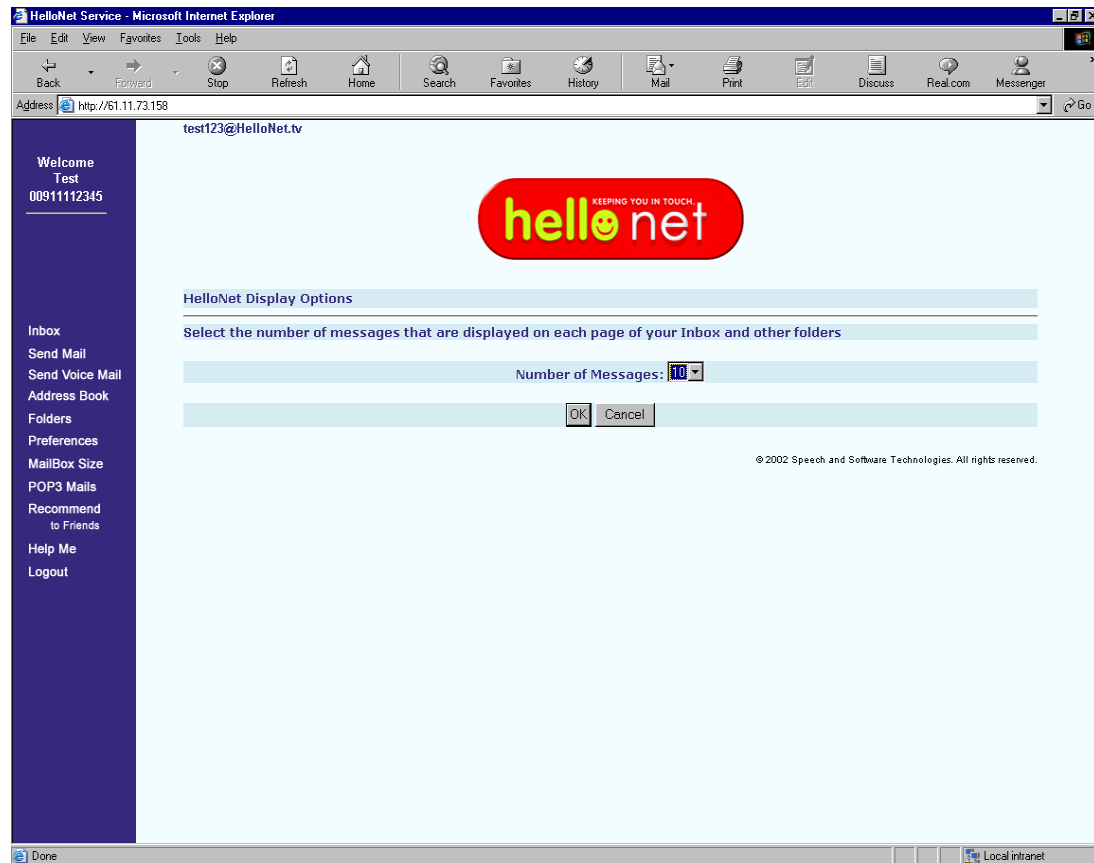 HelloNet Service - Microsoft Internet Explorer
File Edit View Favorites Tools Help
Back Forward Stop Refresh Home Search Favorites History Mail Print Edit Discuss Real.com Messenger
Address http://61.11.73.158 Go
test123@HelloNet.tv
Welcome
Test
00911112345
KEEPING YOU IN TOUCH.
hello net
HelloNet Display Options
Select the number of messages that are displayed on each page of your Inbox and other folders
Number of Messages: 10
OK Cancel
© 2002 Speech and Software Technologies. All rights reserved.
Inbox
Send Mail
Send Voice Mail
Address Book
Folders
Preferences
MailBox Size
POP3 Mails
Recommend
to Friends
Help Me
Logout
Done Local intranet